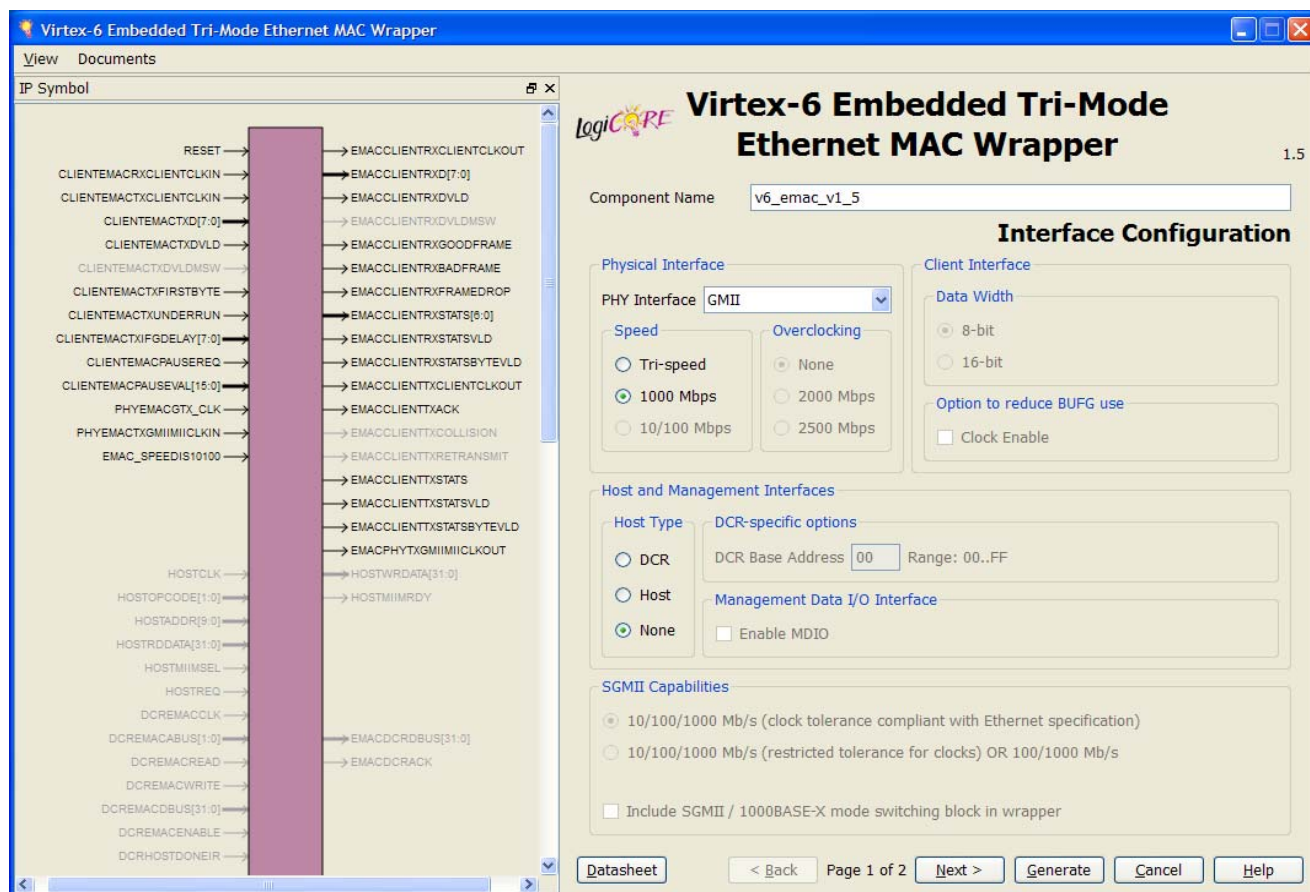 Virtex-6 Embedded Tri-Mode Ethernet MAC Wrapper
View Documents
IP Symbol
RESET
CLIENTEMACRXCLIENTCLKIN
CLIENTEMACTXCLIENTCLKIN
CLIENTEMACTXD[7:0]
CLIENTEMACTXDVLD
CLIENTEMACTXDVLDMSW
CLIENTEMACTXFIRSTBYTE
CLIENTEMACTXUNDERRUN
CLIENTEMACTXIFGDELAY[7:0]
CLIENTEMACPAUSEREQ
CLIENTEMACPAUSEVAL[15:0]
PHYEMACGTX_CLK
PHYEMACTXGMIIMIICLKIN
EMAC_SPEEDIS10100
HOSTCLK
HOSTOPCODE[1:0]
HOSTADDR[9:0]
HOSTRDDATA[31:0]
HOSTMIIMSEL
HOSTREQ
DCREMACCLK
DCREMACABUS[1:0]
DCREMACREAD
DCREMACWRITE
DCREMACDBUS[31:0]
DCREMACENABLE
DCRHOSTDONEIR
EMACCLIENTRXCLIENTCLKOUT
EMACCLIENTRXD[7:0]
EMACCLIENTRXDVLD
EMACCLIENTRXDVLDMSW
EMACCLIENTRXGOODFRAME
EMACCLIENTRXBADFRAME
EMACCLIENTRXFRAMEDROP
EMACCLIENTRXSTATS[6:0]
EMACCLIENTRXSTATSVLD
EMACCLIENTRXSTATSBYTEVLD
EMACCLIENTTXCLIENTCLKOUT
EMACCLIENTTXACK
EMACCLIENTTXCOLLISION
EMACCLIENTTXRETRANSMIT
EMACCLIENTTXSTATS
EMACCLIENTTXSTATSVLD
EMACCLIENTTXSTATSBYTEVLD
EMACPHYTXGMIIMIICLKOUT
HOSTWRDATA[31:0]
HOSTMIIMRDY
EMACDCRDBUS[31:0]
EMACDCRACK
LogiCORE
Virtex-6 Embedded Tri-Mode
Ethernet MAC Wrapper
1.5
Component Name v6_emac_v1_5
Interface Configuration
Physical Interface
PHY Interface GMII
Speed
Tri-speed
1000 Mbps
10/100 Mbps
Overclocking
None
2000 Mbps
2500 Mbps
Client Interface
Data Width
8-bit
16-bit
Option to reduce BUFG use
Clock Enable
Host and Management Interfaces
Host Type
DCR
Host
None
DCR-specific options
DCR Base Address 00 Range: 00..FF
Management Data I/O Interface
Enable MDIO
SGMII Capabilities
10/100/1000 Mb/s (clock tolerance compliant with Ethernet specification)
10/100/1000 Mb/s (restricted tolerance for clocks) OR 100/1000 Mb/s
Include SGMII / 1000BASE-X mode switching block in wrapper
Datasheet < Back Page 1 of 2 Next > Generate Cancel Help